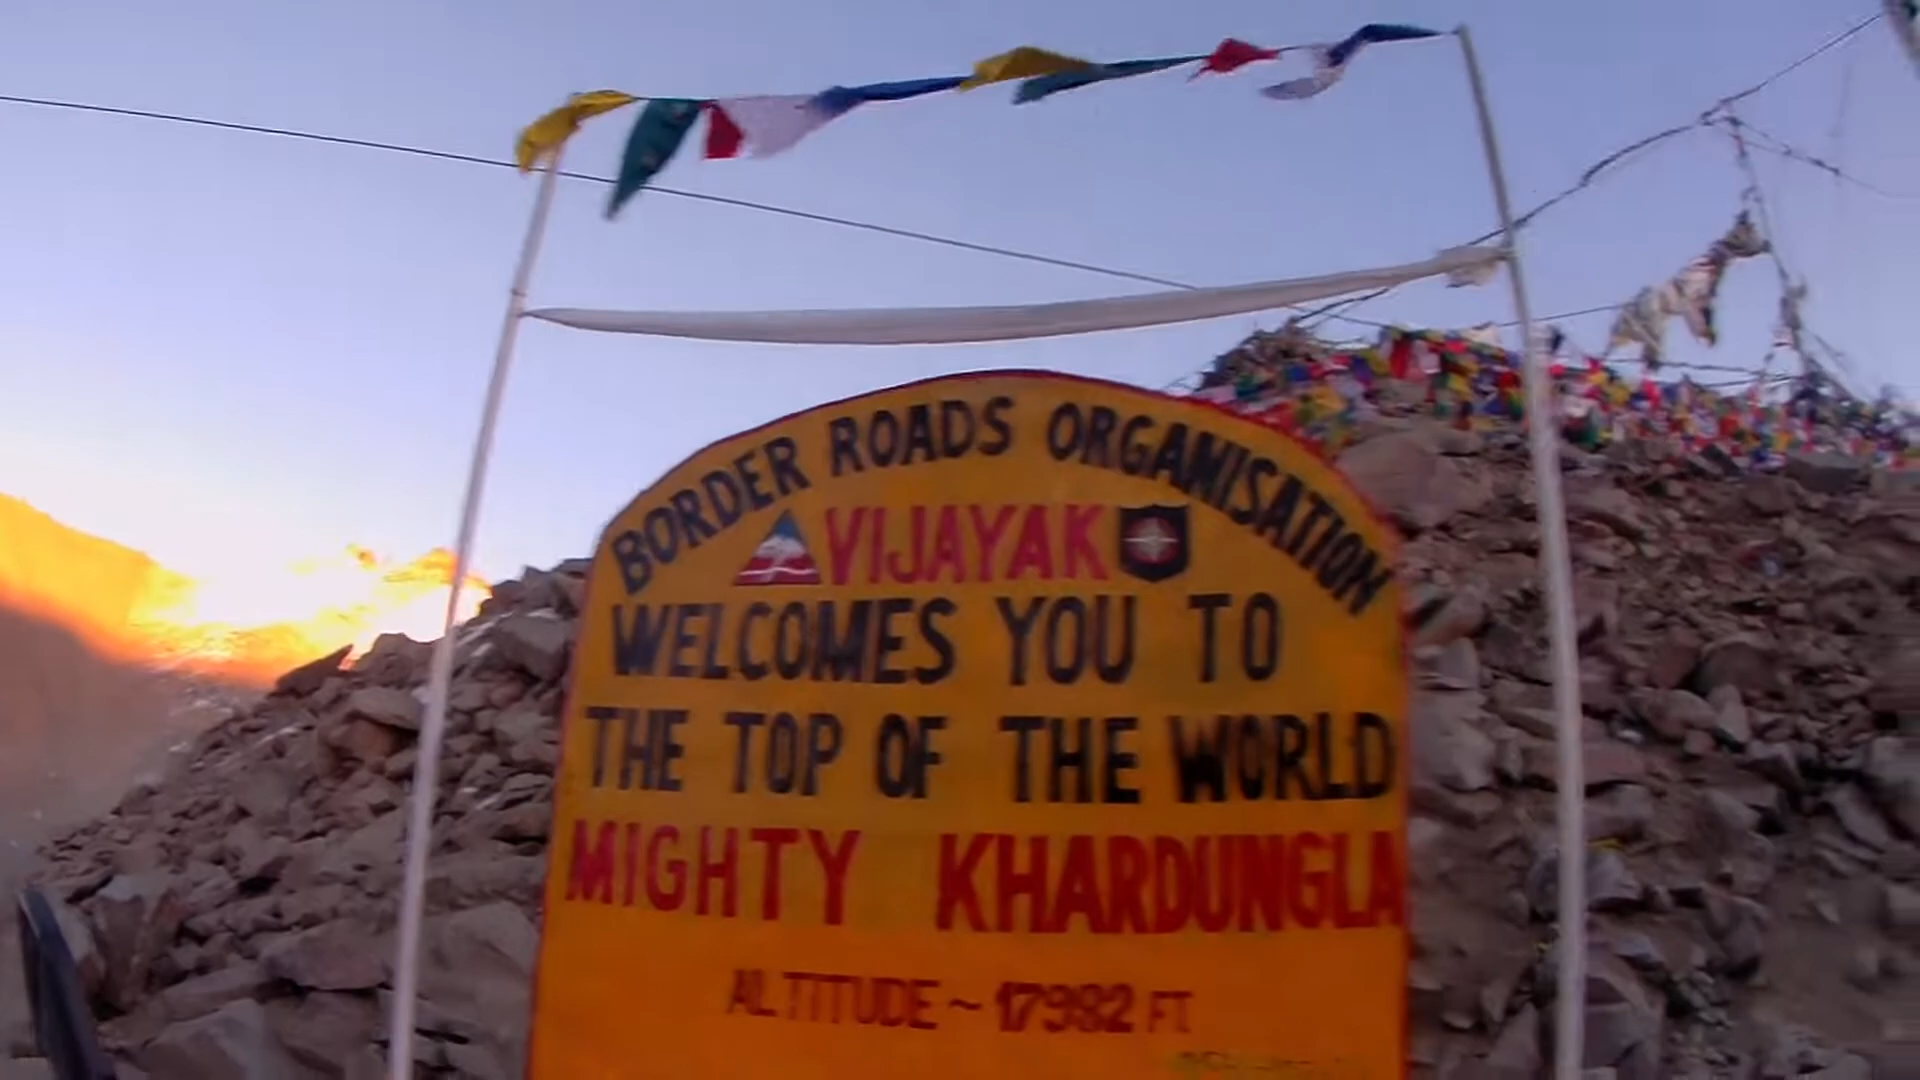 BORDER ROADS ORGANISATION
VIJAYAK
WELCOMES YOU TO
THE TOP OF THE WORLD
MIGHTY KHARDUNGLA
ALTITUDE ~ 17982 FT